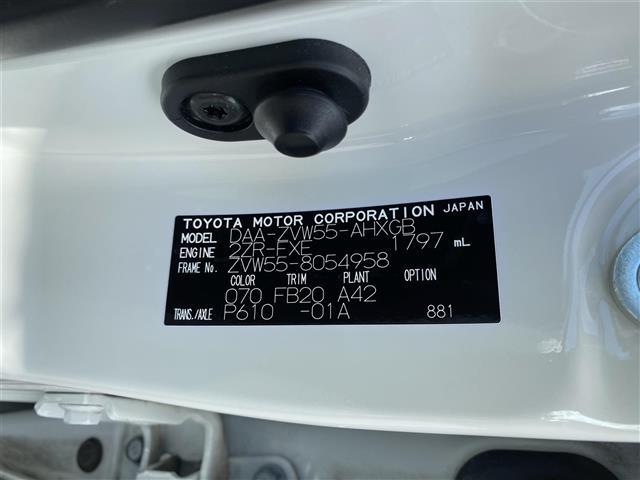 TOYOTA MOTOR CORPORATION JAPAN
MODEL DAA-ZVW55-AHXGB
ENGINE 2ZR-FXE 1797 mL
FRAME No. ZVW55-8054958
COLOR TRIM PLANT OPTION
070 FB20 A42
TRANS./AXLE P610 -01A 881